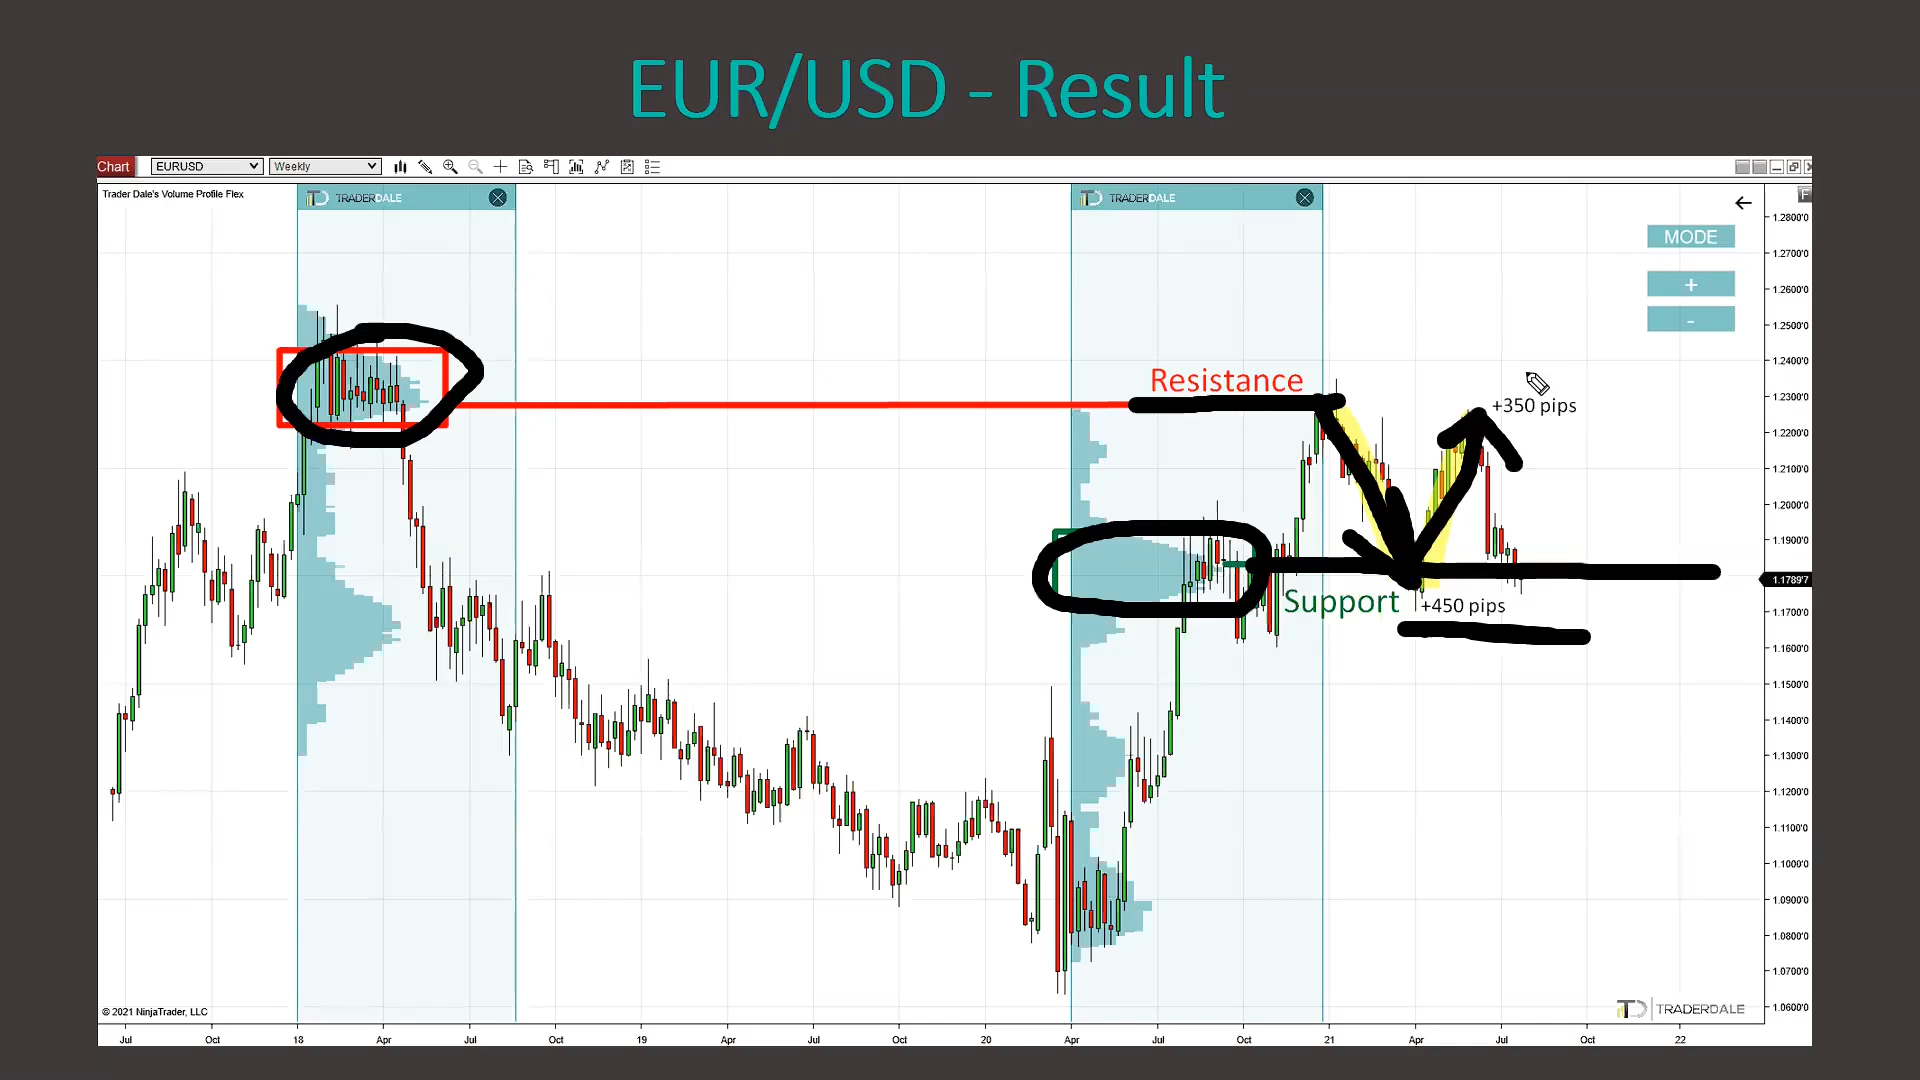 EUR/USD - Result
Chart EURUSD Weekly
Trader Dale's Volume Profile Flex
TRADERDALE
TRADERDALE
F
MODE
+
-
Resistance
+350 pips
Support
+450 pips
1.2800'0
1.2700'0
1.2600'0
1.2500'0
1.2400'0
1.2300'0
1.2200'0
1.2100'0
1.2000'0
1.1900'0
1.1789'7
1.1700'0
1.1600'0
1.1500'0
1.1400'0
1.1300'0
1.1200'0
1.1100'0
1.1000'0
1.0900'0
1.0800'0
1.0700'0
1.0600'0
© 2021 NinjaTrader, LLC
TRADERDALE
Jul Oct 18 Apr Jul Oct 19 Apr Jul Oct 20 Apr Jul Oct 21 Apr Jul Oct 22